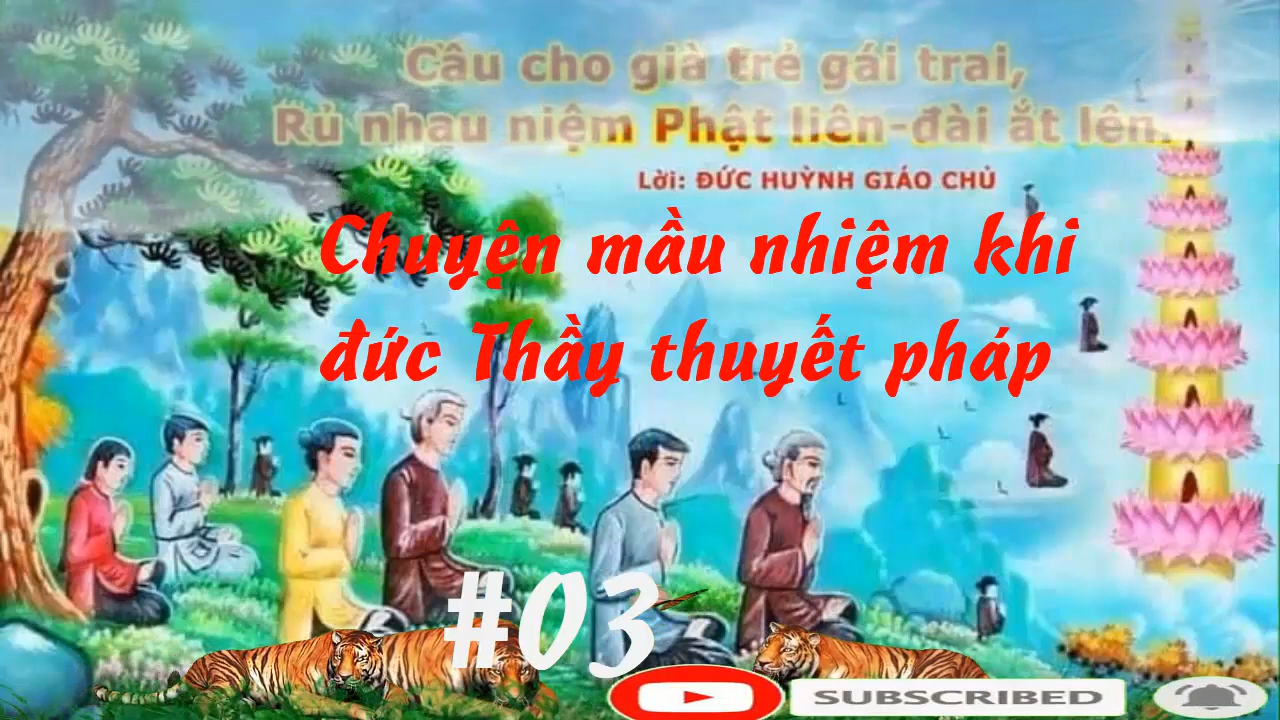 Cầu cho già trẻ gái trai,
Rủ nhau niệm Phật liên-đài ắt lên.
Lời: ĐỨC HUỲNH GIÁO CHỦ
Chuyện mầu nhiệm khi
đức Thầy thuyết pháp
#03
SUBSCRIBED